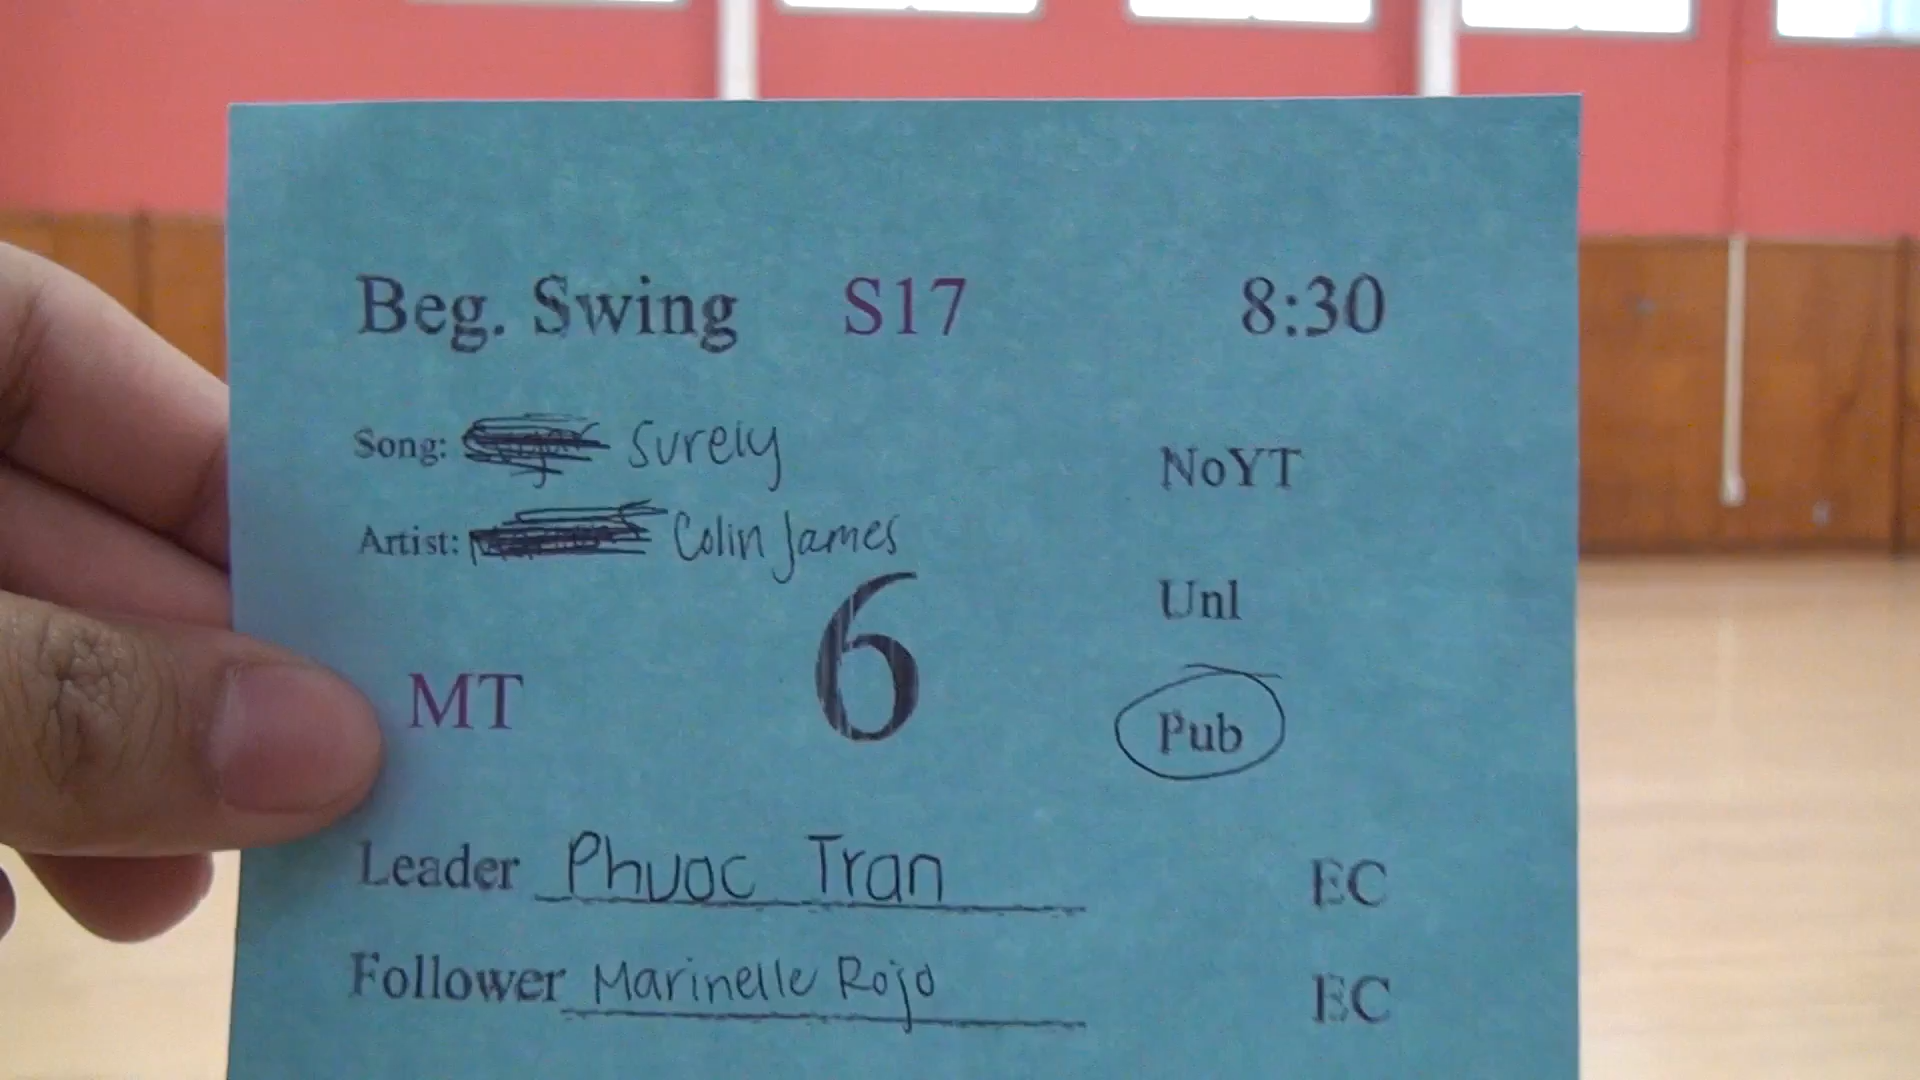 Beg. Swing S17 8:30
Song: Surely
NoYT
Artist: Colin James
Unl
MT 6 Pub
Leader Phuoc Tran EC
Follower Marinelle Rojo EC